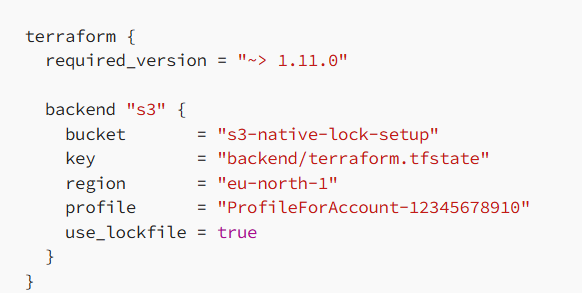 terraform {
  required_version = "~> 1.11.0"

  backend "s3" {
    bucket       = "s3-native-lock-setup"
    key          = "backend/terraform.tfstate"
    region       = "eu-north-1"
    profile      = "ProfileForAccount-12345678910"
    use_lockfile = true
  }
}